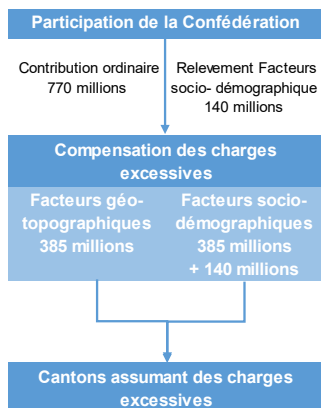 Participation de la Confédération
Contribution ordinaire
770 millions
Relevement Facteurs
socio- démographique
140 millions
Compensation des charges
excessives
Facteurs géo-
topographiques
385 millions
Facteurs socio-
démographiques
385 millions
+ 140 millions
Cantons assumant des charges
excessives